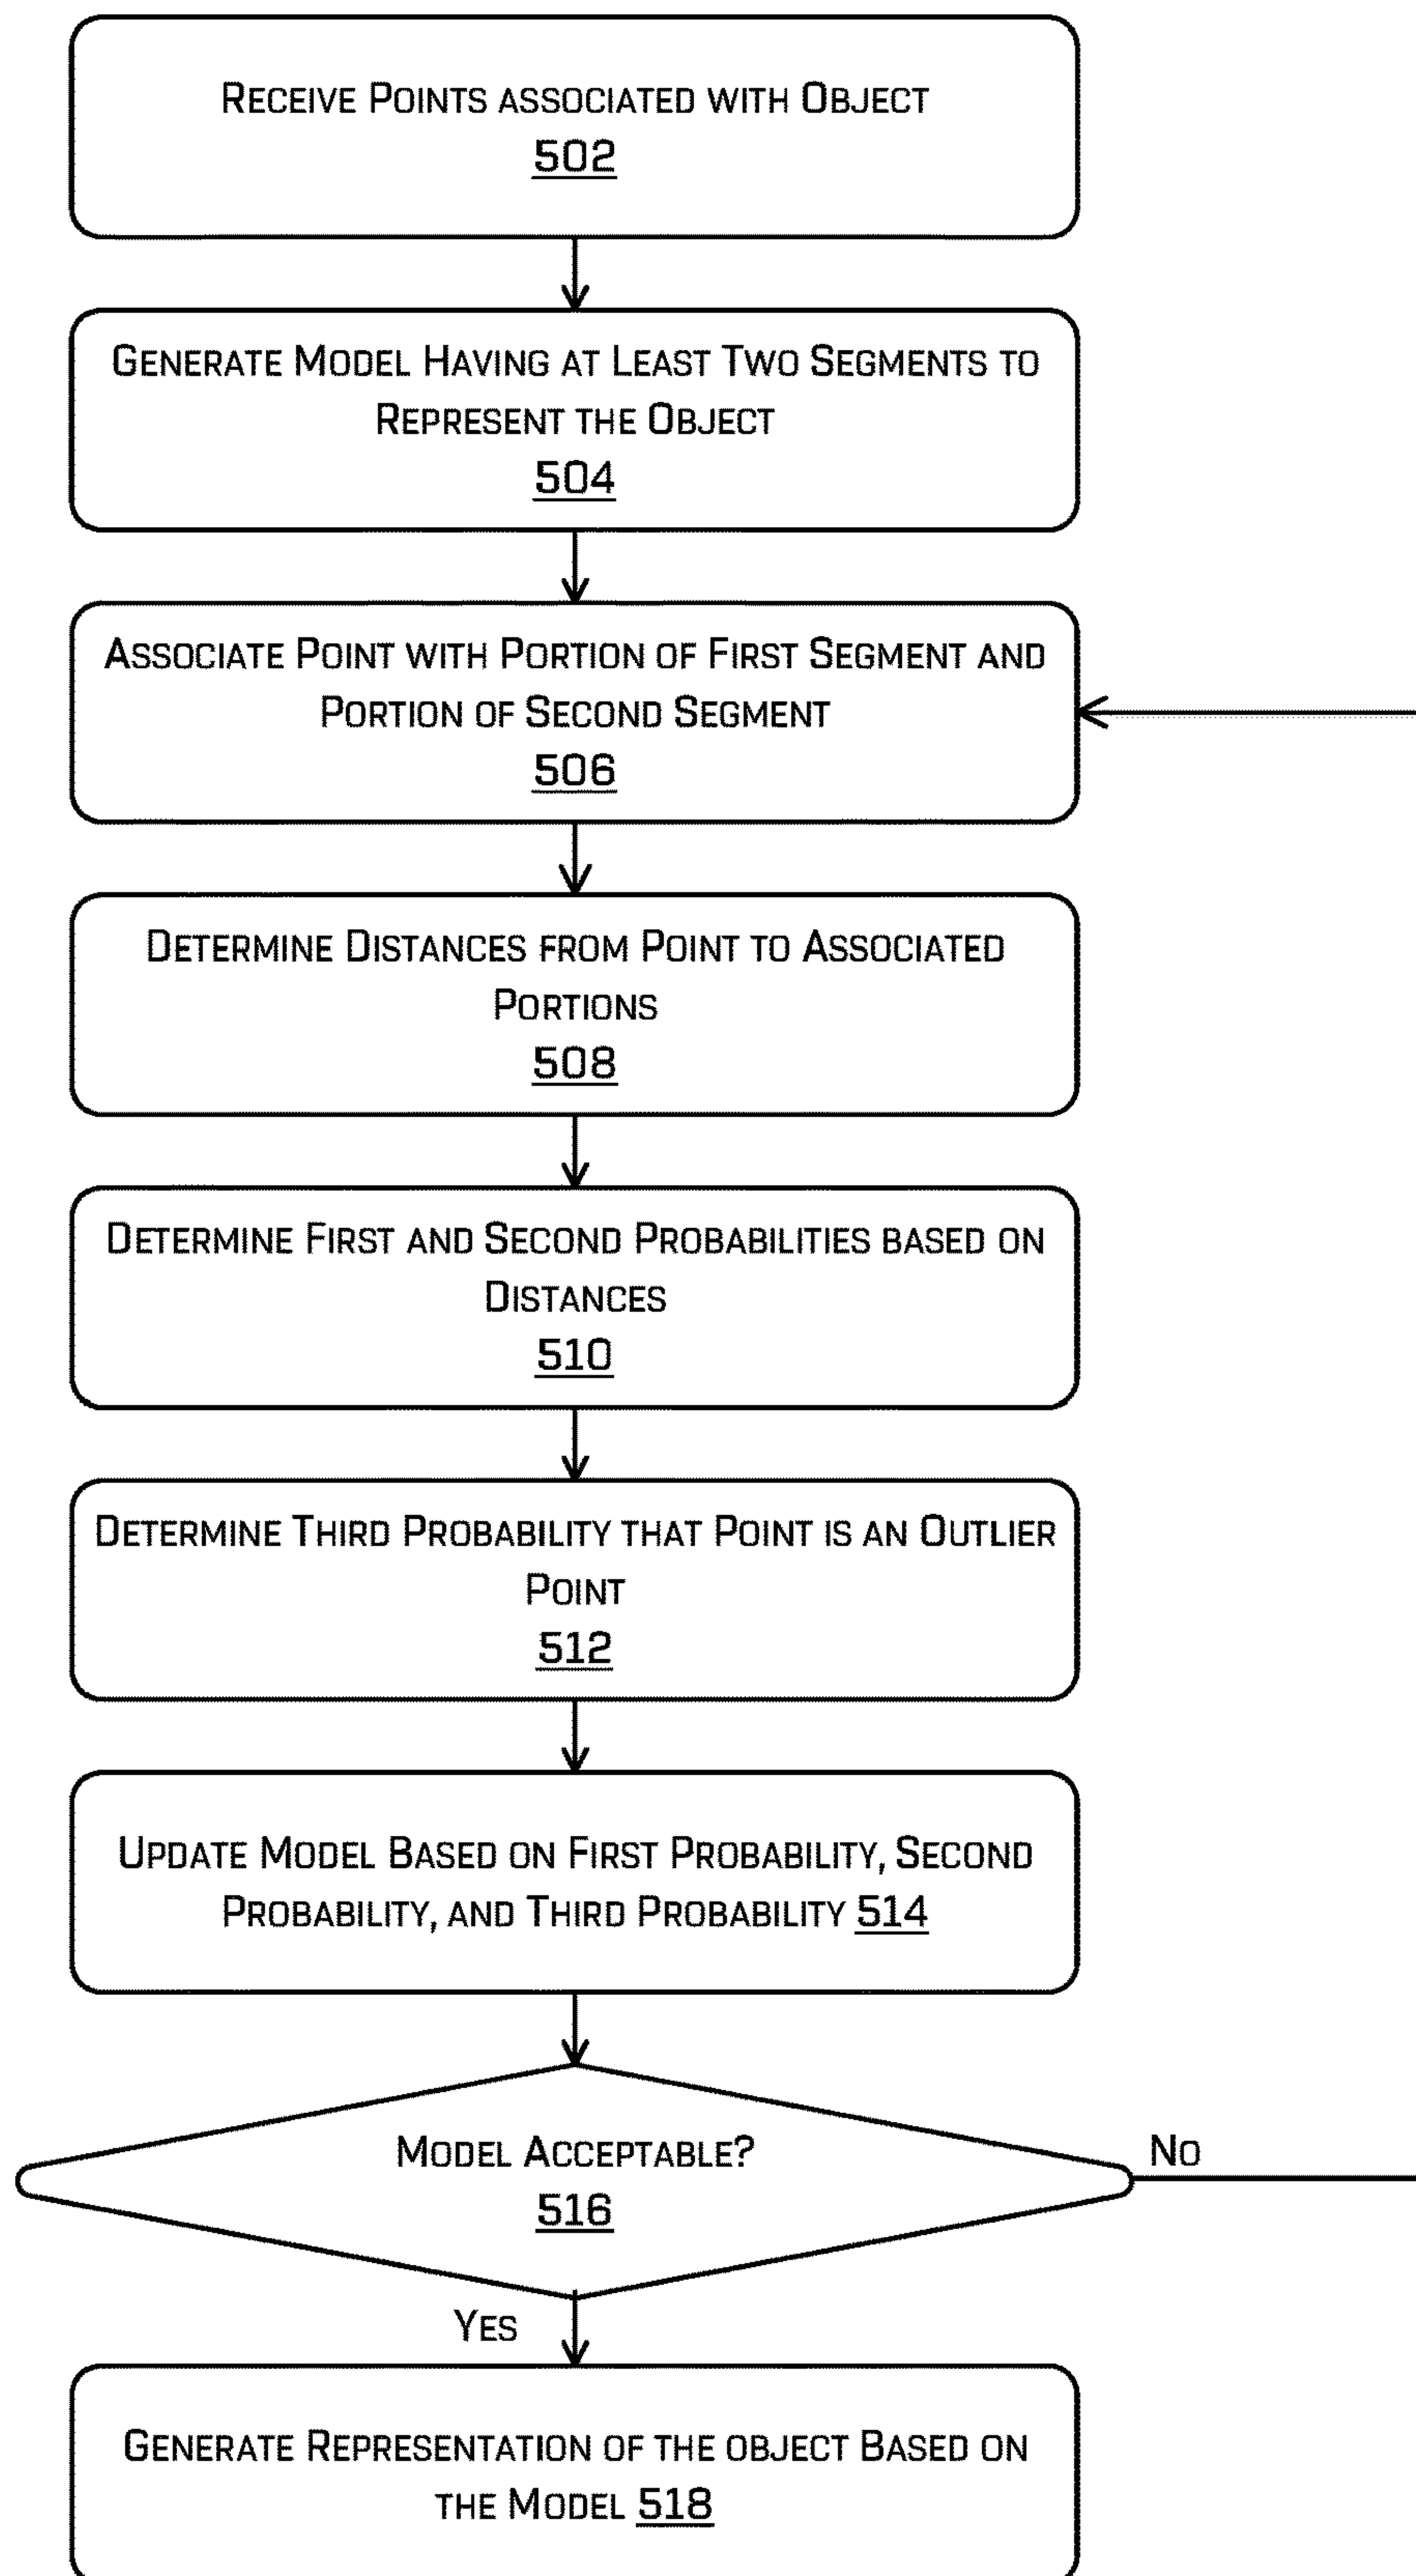 RECEIVE POINTS ASSOCIATED WITH OBJECT
502
GENERATE MODEL HAVING AT LEAST TWO SEGMENTS TO
REPRESENT THE OBJECT
504
ASSOCIATE POINT WITH PORTION OF FIRST SEGMENT AND
PORTION OF SECOND SEGMENT
506
DETERMINE DISTANCES FROM POINT TO ASSOCIATED
PORTIONS
508
DETERMINE FIRST AND SECOND PROBABILITIES BASED ON
DISTANCES
510
DETERMINE THIRD PROBABILITY THAT POINT IS AN OUTLIER
POINT
512
UPDATE MODEL BASED ON FIRST PROBABILITY, SECOND
PROBABILITY, AND THIRD PROBABILITY 514
MODEL ACCEPTABLE?
516
NO
YES
GENERATE REPRESENTATION OF THE OBJECT BASED ON
THE MODEL 518